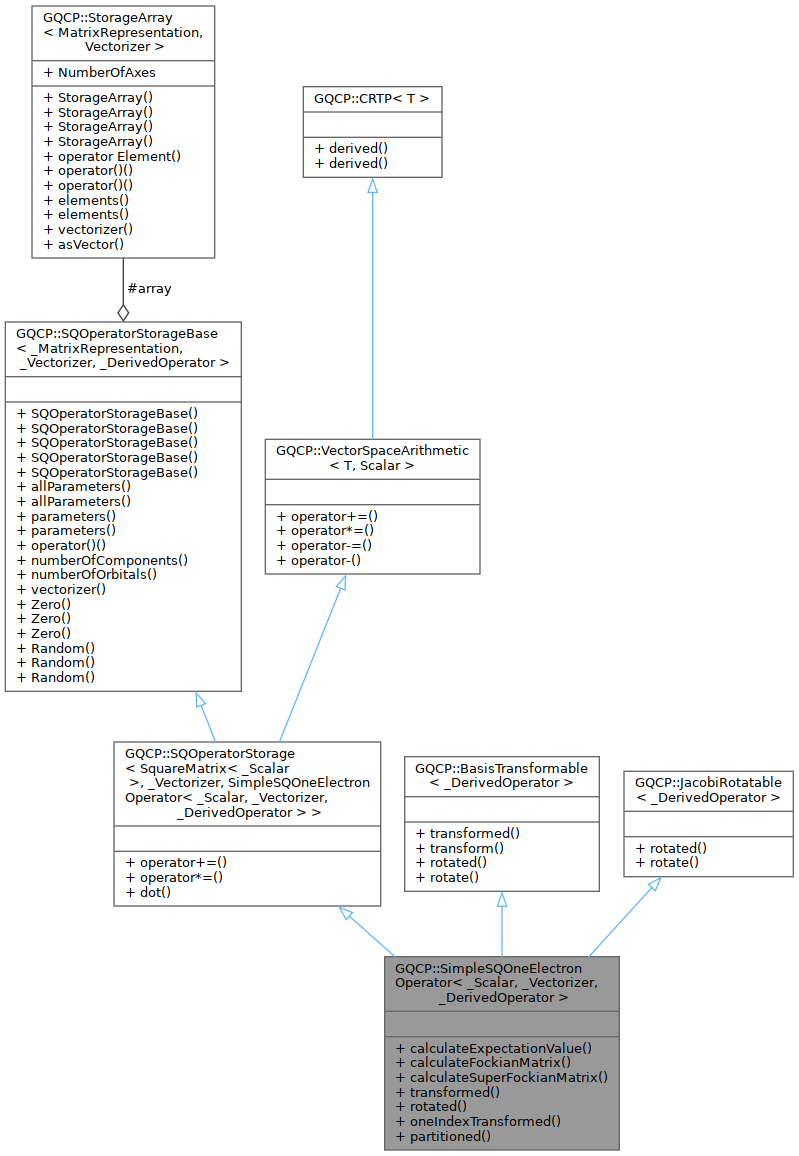 GQCP::StorageArray
< MatrixRepresentation,
Vectorizer >
+ NumberOfAxes
+ StorageArray()
+ StorageArray()
+ StorageArray()
+ StorageArray()
+ operator Element()
+ operator()()
+ operator()()
+ elements()
+ elements()
+ vectorizer()
+ asVector()
GQCP::CRTP< T >
+ derived()
+ derived()
#array
GQCP::SQOperatorStorageBase
< _MatrixRepresentation,
_Vectorizer, _DerivedOperator >
+ SQOperatorStorageBase()
+ SQOperatorStorageBase()
+ SQOperatorStorageBase()
+ SQOperatorStorageBase()
+ SQOperatorStorageBase()
+ allParameters()
+ allParameters()
+ parameters()
+ parameters()
+ operator()()
+ numberOfComponents()
+ numberOfOrbitals()
+ vectorizer()
+ Zero()
+ Zero()
+ Zero()
+ Random()
+ Random()
+ Random()
GQCP::VectorSpaceArithmetic
< T, Scalar >
+ operator+=()
+ operator*=()
+ operator-=()
+ operator-()
GQCP::SQOperatorStorage
< SquareMatrix< _Scalar
>, _Vectorizer, SimpleSQOneElectron
Operator< _Scalar, _Vectorizer,
_DerivedOperator > >
+ operator+=()
+ operator*=()
+ dot()
GQCP::BasisTransformable
< _DerivedOperator >
+ transformed()
+ transform()
+ rotated()
+ rotate()
GQCP::JacobiRotatable
< _DerivedOperator >
+ rotated()
+ rotate()
GQCP::SimpleSQOneElectron
Operator< _Scalar, _Vectorizer,
_DerivedOperator >
+ calculateExpectationValue()
+ calculateFockianMatrix()
+ calculateSuperFockianMatrix()
+ transformed()
+ rotated()
+ oneIndexTransformed()
+ partitioned()